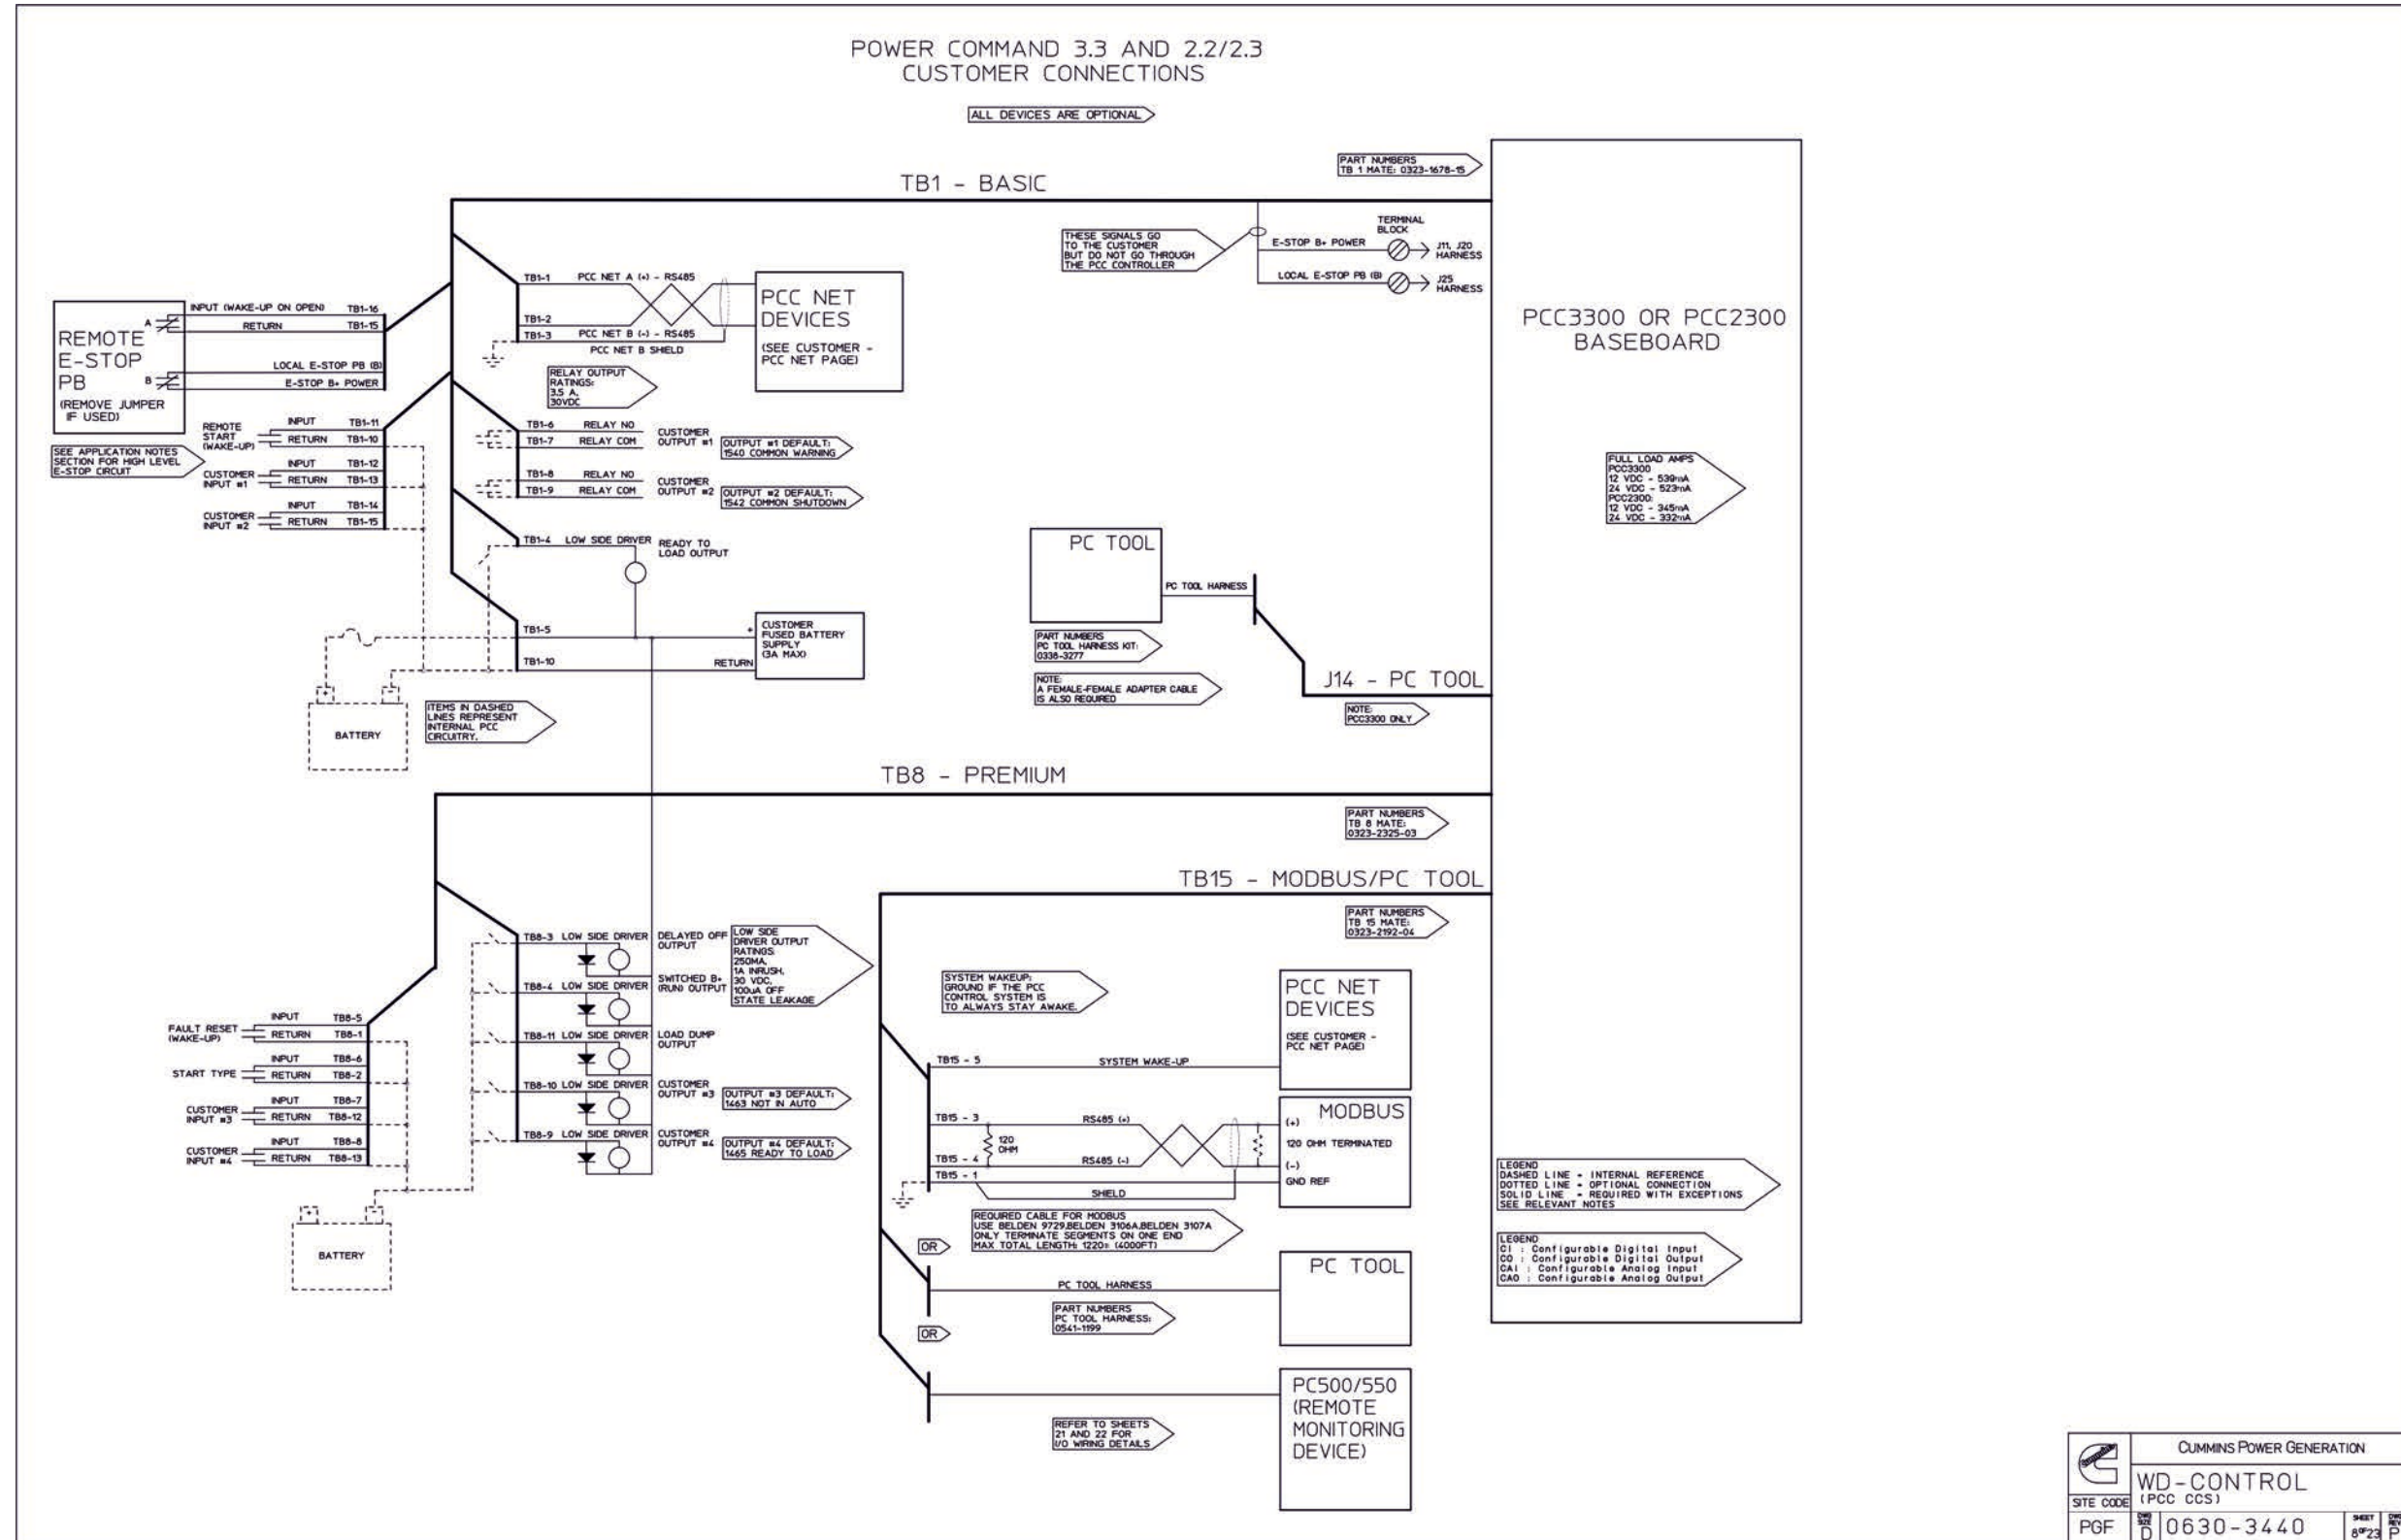 POWER COMMAND 3.3 AND 2.2/2.3
CUSTOMER CONNECTIONS
ALL DEVICES ARE OPTIONAL
TB1 - BASIC
PART NUMBERS
TB 1 MATE: 0323-1678-15
THESE SIGNALS GO
TO THE CUSTOMER
BUT DO NOT GO THROUGH
THE PCC CONTROLLER
TERMINAL
BLOCK
E-STOP B+ POWER
J11, J20
HARNESS
LOCAL E-STOP PB (B)
J25
HARNESS
PCC3300 OR PCC2300
BASEBOARD
FULL LOAD AMPS
PCC3300
12 VDC - 539mA
24 VDC - 523mA
PCC2300:
12 VDC - 345mA
24 VDC - 332mA
REMOTE
E-STOP
PB
(REMOVE JUMPER
IF USED)
A
B
INPUT (WAKE-UP ON OPEN) TB1-16
RETURN TB1-15
LOCAL E-STOP PB (B)
E-STOP B+ POWER
SEE APPLICATION NOTES
SECTION FOR HIGH LEVEL
E-STOP CIRCUIT
REMOTE
START
(WAKE-UP)
INPUT TB1-11
RETURN TB1-10
CUSTOMER
INPUT #1
INPUT TB1-12
RETURN TB1-13
CUSTOMER
INPUT #2
INPUT TB1-14
RETURN TB1-15
TB1-1 PCC NET A (+) - RS485
TB1-2
TB1-3 PCC NET B (-) - RS485
PCC NET B SHIELD
PCC NET
DEVICES
(SEE CUSTOMER -
PCC NET PAGE)
RELAY OUTPUT
RATINGS:
3.5 A,
30VDC
TB1-6 RELAY NO
TB1-7 RELAY COM
CUSTOMER
OUTPUT #1
OUTPUT #1 DEFAULT:
1540 COMMON WARNING
TB1-8 RELAY NO
TB1-9 RELAY COM
CUSTOMER
OUTPUT #2
OUTPUT #2 DEFAULT:
1542 COMMON SHUTDOWN
TB1-4 LOW SIDE DRIVER
READY TO
LOAD OUTPUT
TB1-5
TB1-10
RETURN
+
CUSTOMER
FUSED BATTERY
SUPPLY
(3A MAX)
+
-
BATTERY
ITEMS IN DASHED
LINES REPRESENT
INTERNAL PCC
CIRCUITRY.
PC TOOL
PC TOOL HARNESS
PART NUMBERS
PC TOOL HARNESS KIT:
0338-3277
NOTE:
A FEMALE-FEMALE ADAPTER CABLE
IS ALSO REQUIRED
J14 - PC TOOL
NOTE:
PCC3300 ONLY
TB8 - PREMIUM
PART NUMBERS
TB 8 MATE:
0323-2325-03
TB15 - MODBUS/PC TOOL
PART NUMBERS
TB 15 MATE:
0323-2192-04
FAULT RESET
(WAKE-UP)
INPUT TB8-5
RETURN TB8-1
START TYPE
INPUT TB8-6
RETURN TB8-2
CUSTOMER
INPUT #3
INPUT TB8-7
RETURN TB8-12
CUSTOMER
INPUT #4
INPUT TB8-8
RETURN TB8-13
+
-
BATTERY
TB8-3 LOW SIDE DRIVER
DELAYED OFF
OUTPUT
TB8-4 LOW SIDE DRIVER
SWITCHED B+
(RUN) OUTPUT
LOW SIDE
DRIVER OUTPUT
RATINGS:
250MA,
1A INRUSH,
30 VDC,
100uA OFF
STATE LEAKAGE
TB8-11 LOW SIDE DRIVER
LOAD DUMP
OUTPUT
TB8-10 LOW SIDE DRIVER
CUSTOMER
OUTPUT #3
OUTPUT #3 DEFAULT:
1463 NOT IN AUTO
TB8-9 LOW SIDE DRIVER
CUSTOMER
OUTPUT #4
OUTPUT #4 DEFAULT:
1465 READY TO LOAD
SYSTEM WAKEUP:
GROUND IF THE PCC
CONTROL SYSTEM IS
TO ALWAYS STAY AWAKE.
PCC NET
DEVICES
(SEE CUSTOMER -
PCC NET PAGE)
TB15 - 5 SYSTEM WAKE-UP
TB15 - 3 RS485 (+)
120
OHM
TB15 - 4 RS485 (-)
TB15 - 1
SHIELD
MODBUS
(+)
120 OHM TERMINATED
(-)
GND REF
REQUIRED CABLE FOR MODBUS
USE BELDEN 9729,BELDEN 3106A,BELDEN 3107A
ONLY TERMINATE SEGMENTS ON ONE END
MAX TOTAL LENGTH: 1220m (4000FT)
OR
PC TOOL HARNESS
PC TOOL
PART NUMBERS
PC TOOL HARNESS:
0541-1199
OR
PC500/550
(REMOTE
MONITORING
DEVICE)
REFER TO SHEETS
21 AND 22 FOR
I/O WIRING DETAILS
LEGEND
DASHED LINE = INTERNAL REFERENCE
DOTTED LINE = OPTIONAL CONNECTION
SOLID LINE = REQUIRED WITH EXCEPTIONS
SEE RELEVANT NOTES
LEGEND
CI : Configurable Digital Input
CO : Configurable Digital Output
CAI : Configurable Analog Input
CAO : Configurable Analog Output
CUMMINS POWER GENERATION
WD-CONTROL
(PCC CCS)
SITE CODE
PGF
D
0630-3440
SHEET
8 OF 23